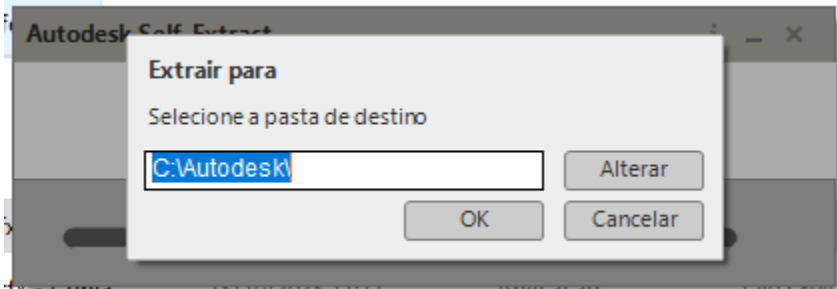 Autodesk Self-Extract
Extrair para
Selecione a pasta de destino
C:\Autodesk\
Alterar
OK
Cancelar